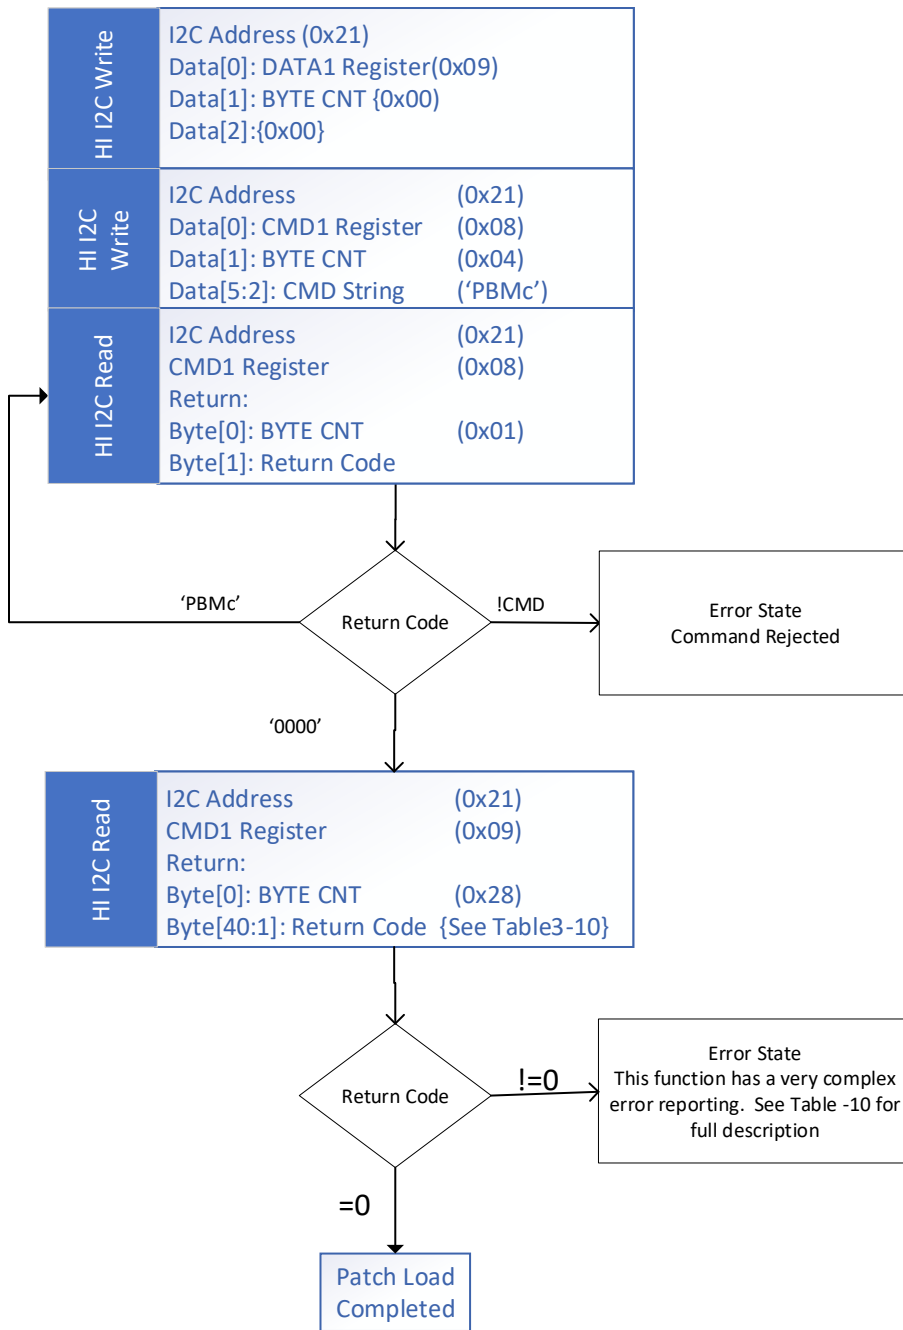 HI I2C Write
I2C Address (0x21)
Data[0]: DATA1 Register(0x09)
Data[1]: BYTE CNT {0x00)
Data[2]:{0x00}
HI I2C
Write
I2C Address (0x21)
Data[0]: CMD1 Register (0x08)
Data[1]: BYTE CNT (0x04)
Data[5:2]: CMD String (‘PBMc’)
HI I2C Read
I2C Address (0x21)
CMD1 Register (0x08)
Return:
Byte[0]: BYTE CNT (0x01)
Byte[1]: Return Code
‘PBMc’
Return Code
!CMD
Error State
Command Rejected
‘0000’
HI I2C Read
I2C Address (0x21)
CMD1 Register (0x09)
Return:
Byte[0]: BYTE CNT (0x28)
Byte[40:1]: Return Code {See Table3-10}
Return Code
!=0
Error State
This function has a very complex
error reporting. See Table -10 for
full description
=0
Patch Load
Completed